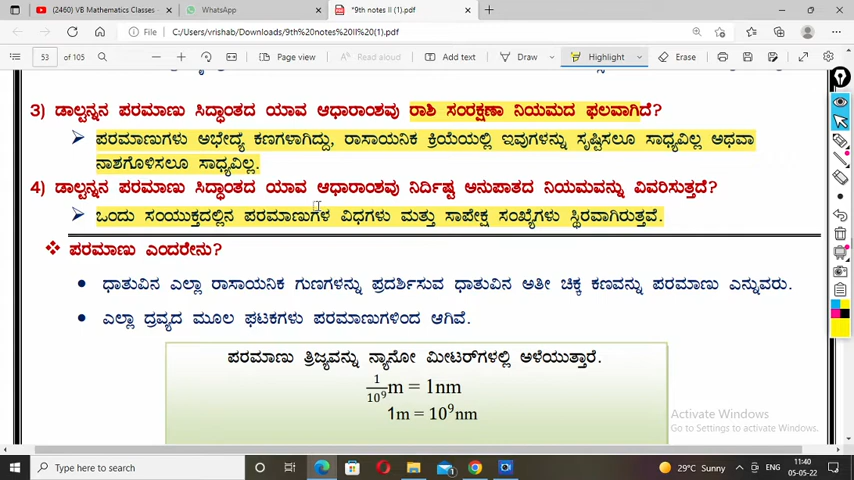 (2460) VB Mathematics Classes
WhatsApp
*9th notes II (1).pdf
File
C:/Users/vrishab/Downloads/9th%20notes%20II%20(1).pdf
53 of 105
Page view
Read aloud
Add text
Draw
Highlight
Erase
3) ಡಾಲ್ಟನ್ನನ ಪರಮಾಣು ಸಿದ್ಧಾಂತದ ಯಾವ ಆಧಾರಾಂಶವು ರಾಶಿ ಸಂರಕ್ಷಣಾ ನಿಯಮದ ಫಲವಾಗಿದೆ?
➢ ಪರಮಾಣುಗಳು ಅಭೇದ್ಯ ಕಣಗಳಾಗಿದ್ದು, ರಾಸಾಯನಿಕ ಕ್ರಿಯೆಯಲ್ಲಿ ಇವುಗಳನ್ನು ಸೃಷ್ಟಿಸಲೂ ಸಾಧ್ಯವಿಲ್ಲ ಅಥವಾ
ನಾಶಗೊಳಿಸಲೂ ಸಾಧ್ಯವಿಲ್ಲ.
4) ಡಾಲ್ಟನ್ನನ ಪರಮಾಣು ಸಿದ್ಧಾಂತದ ಯಾವ ಆಧಾರಾಂಶವು ನಿರ್ದಿಷ್ಟ ಅನುಪಾತದ ನಿಯಮವನ್ನು ವಿವರಿಸುತ್ತದೆ?
➢ ಒಂದು ಸಂಯುಕ್ತದಲ್ಲಿನ ಪರಮಾಣುಗಳ ವಿಧಗಳು ಮತ್ತು ಸಾಪೇಕ್ಷ ಸಂಖ್ಯೆಗಳು ಸ್ಥಿರವಾಗಿರುತ್ತವೆ.
❖ ಪರಮಾಣು ಎಂದರೇನು?
• ಧಾತುವಿನ ಎಲ್ಲಾ ರಾಸಾಯನಿಕ ಗುಣಗಳನ್ನು ಪ್ರದರ್ಶಿಸುವ ಧಾತುವಿನ ಅತೀ ಚಿಕ್ಕ ಕಣವನ್ನು ಪರಮಾಣು ಎನ್ನುವರು.
• ಎಲ್ಲಾ ದ್ರವ್ಯದ ಮೂಲ ಘಟಕಗಳು ಪರಮಾಣುಗಳಿಂದ ಆಗಿವೆ.
ಪರಮಾಣು ತ್ರಿಜ್ಯವನ್ನು ನ್ಯಾನೋ ಮೀಟರ್‌ಗಳಲ್ಲಿ ಅಳೆಯುತ್ತಾರೆ.
1/10⁹ m = 1nm
1m = 10⁹nm
Activate Windows
Go to Settings to activate Windows.
Type here to search
29°C Sunny
ENG
11:40
05-05-22